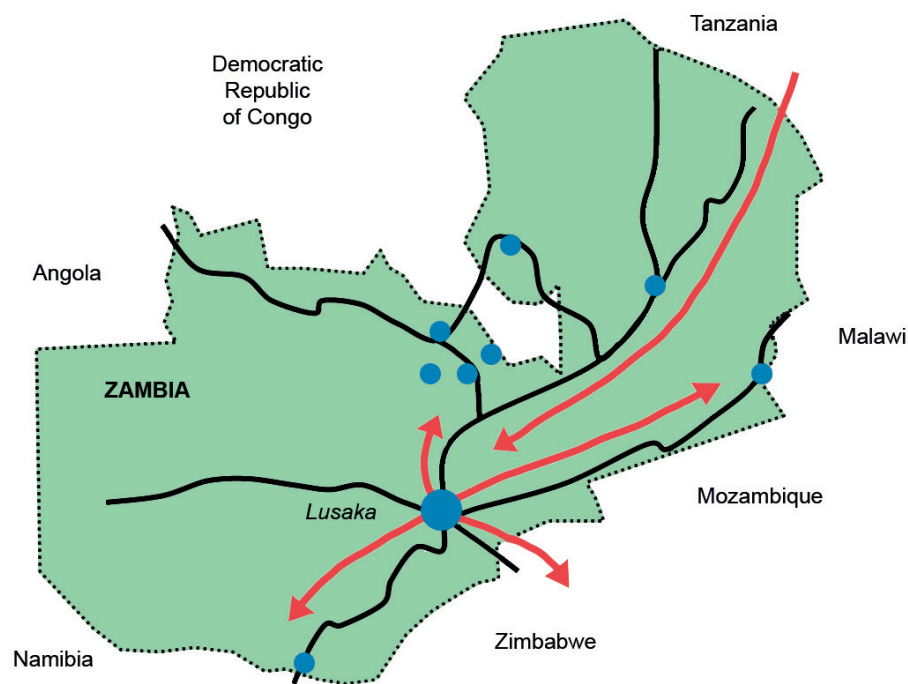 Tanzania
Democratic
Republic
of Congo
Angola
Malawi
ZAMBIA
Mozambique
Lusaka
Zimbabwe
Namibia